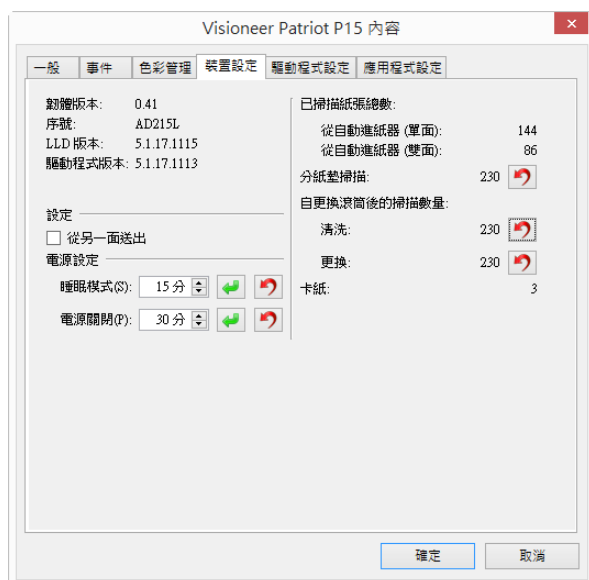 Visioneer Patriot P15 內容
一般 事件 色彩管理 裝置設定 驅動程式設定 應用程式設定
韌體版本: 0.41
序號: AD215L
LLD 版本: 5.1.17.1115
驅動程式版本: 5.1.17.1113
設定
從另一面送出
電源設定
睡眠模式(S): 15 分
電源關閉(P): 30 分
已掃描紙張總數:
從自動進紙器 (單面): 144
從自動進紙器 (雙面): 86
分紙墊掃描: 230
自更換滾筒後的掃描數量:
清洗: 230
更換: 230
卡紙: 3
確定 取消